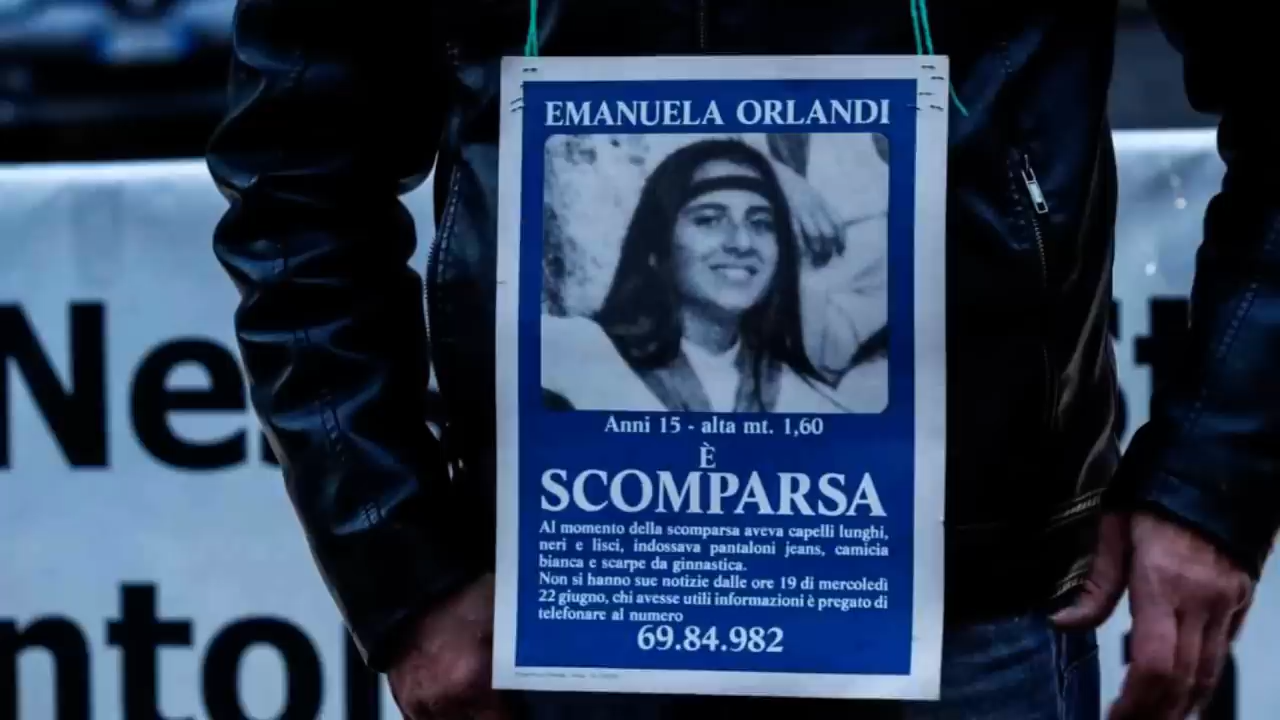 EMANUELA ORLANDI
Anni 15 - alta mt. 1,60
È
SCOMPARSA
Al momento della scomparsa aveva capelli lunghi,
neri e lisci, indossava pantaloni jeans, camicia
bianca e scarpe da ginnastica.
Non si hanno sue notizie dalle ore 19 di mercoledì
22 giugno, chi avesse utili informazioni è pregato di
telefonare al numero
69.84.982